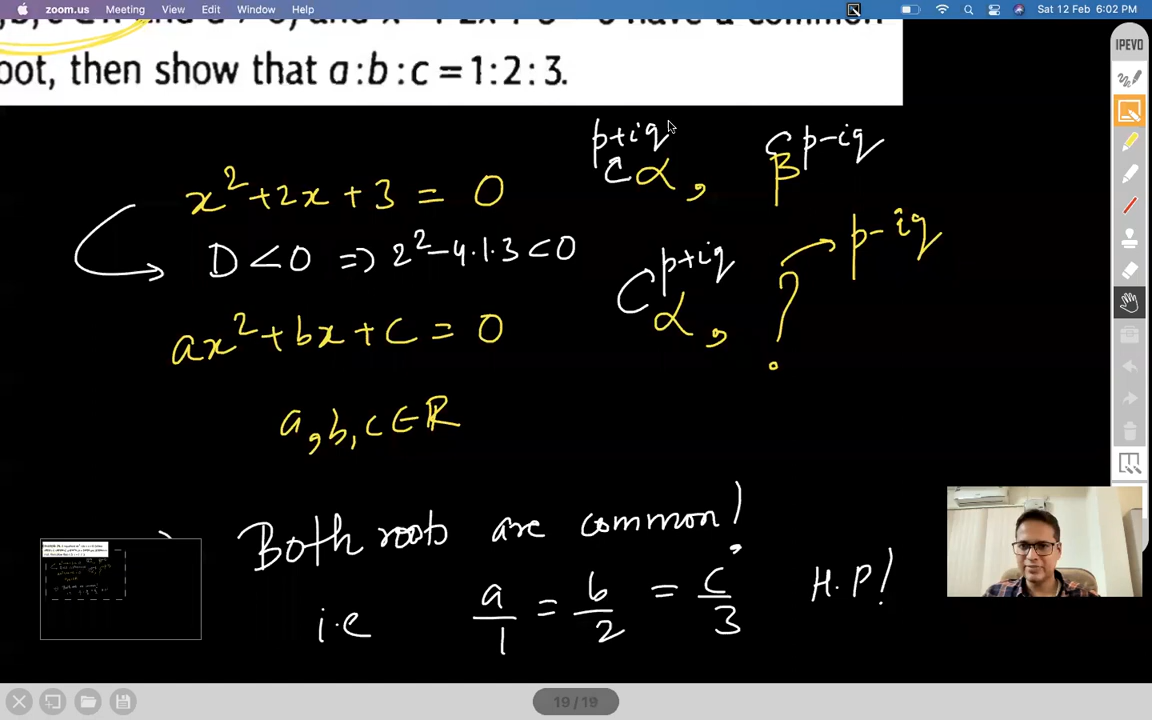 zoom.us Meeting View Edit Window Help Sat 12 Feb 6:02 PM
have a common
oot, then show that a:b:c=1:2:3.
IPEVO
p+iq p-iq
C α, C β
x²+2x+3=0
D<0 => 2²-4.1.3<0
p+iq p-iq
C α, ?
ax²+bx+c=0
a,b,c∈R
Both roots are common!
i.e a/1 = b/2 = c/3 H.P!
19 / 19